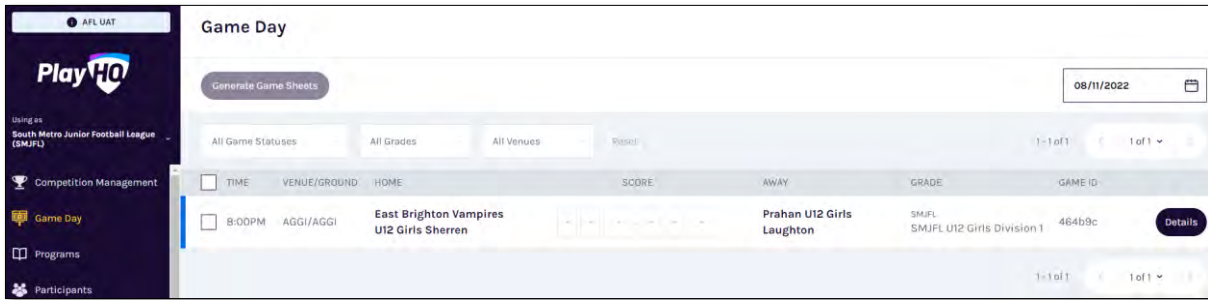 AFL UAT
PlayHQ
Using as
South Metro Junior Football League
(SMJFL)
Competition Management
Game Day
Programs
Participants
Game Day
Generate Game Sheets
08/11/2022
All Game Statuses
All Grades
All Venues
Reset
1-1 of 1
1 of 1
TIME
VENUE/GROUND
HOME
SCORE
AWAY
GRADE
GAME ID
8:00PM
AGGI/AGGI
East Brighton Vampires
U12 Girls Sherren
- - - - - -
Prahan U12 Girls
Laughton
SMJFL
SMJFL U12 Girls Division 1
464b9c
Details
1-1 of 1
1 of 1